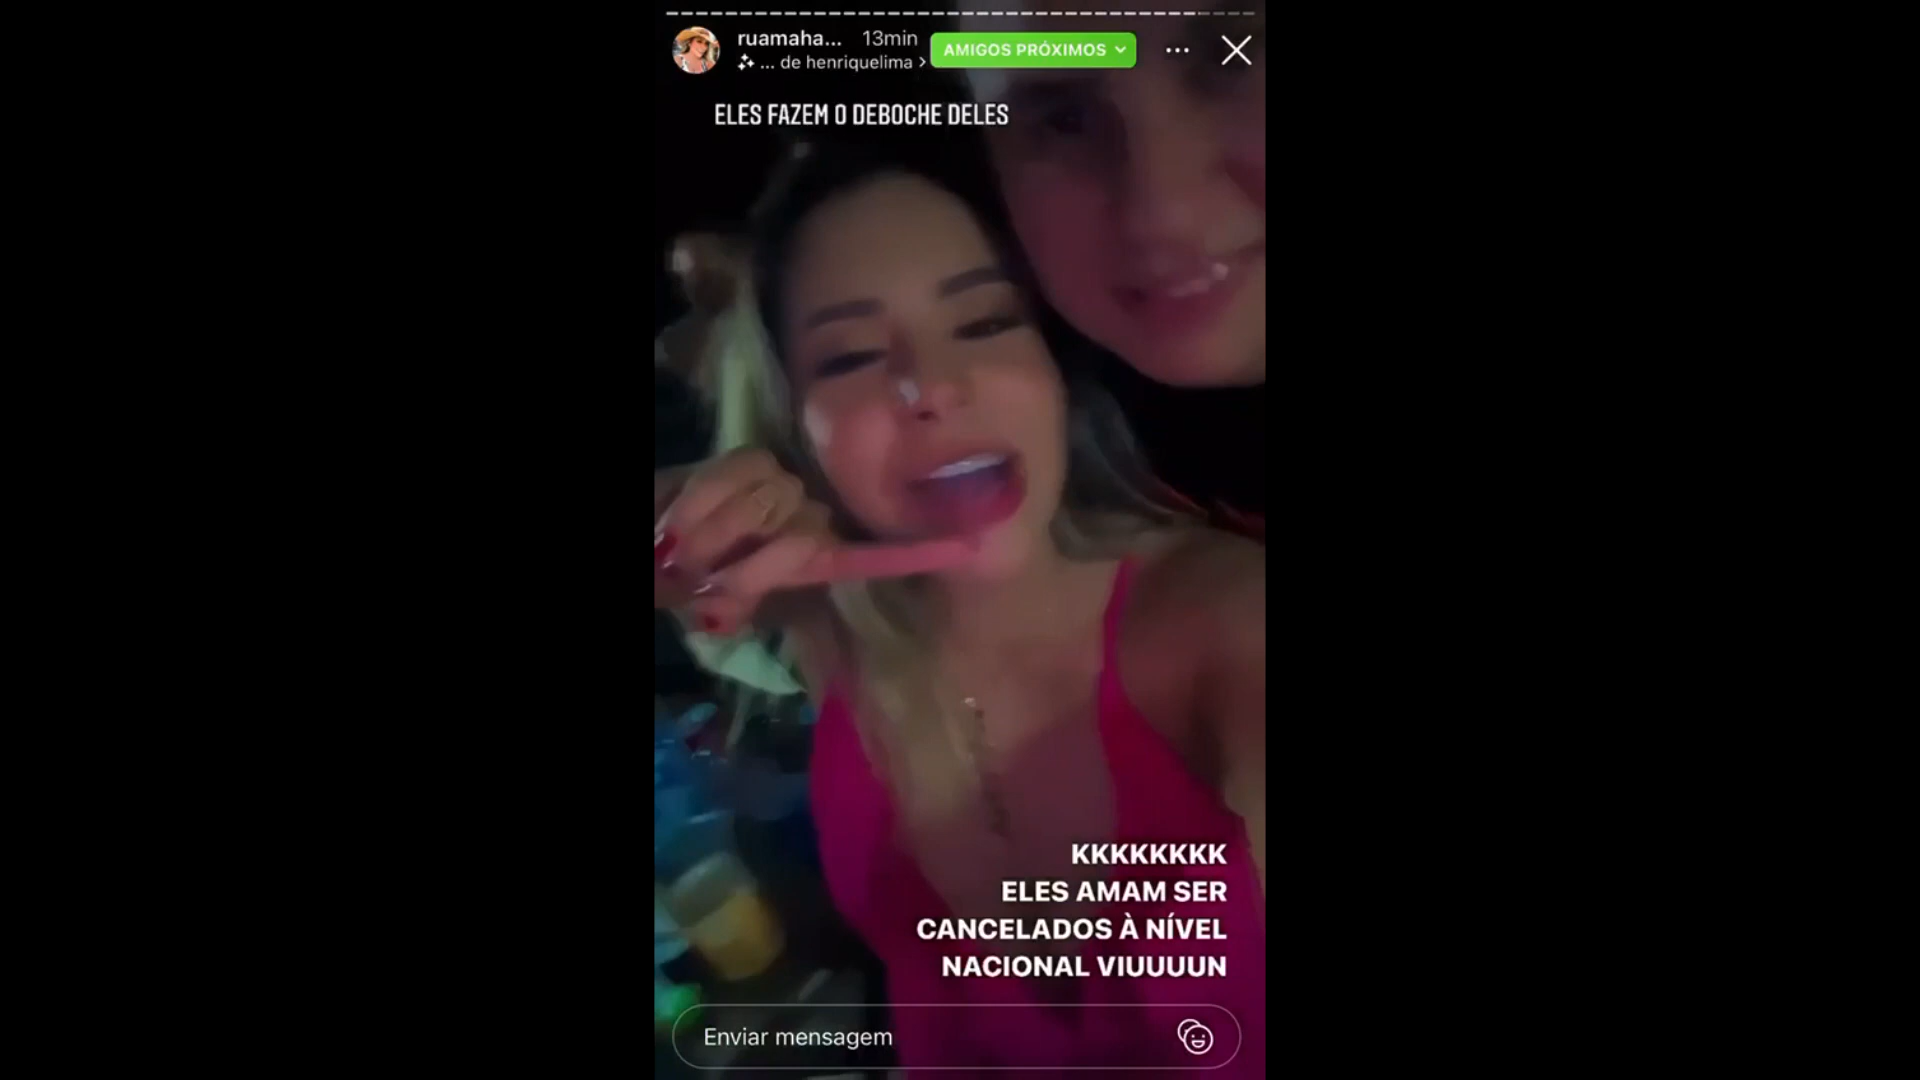 ruamaha... 13min
... de henriquelima >
AMIGOS PRÓXIMOS
ELES FAZEM O DEBOCHE DELES
KKKKKKKK
ELES AMAM SER
CANCELADOS À NÍVEL
NACIONAL VIUUUUN
Enviar mensagem